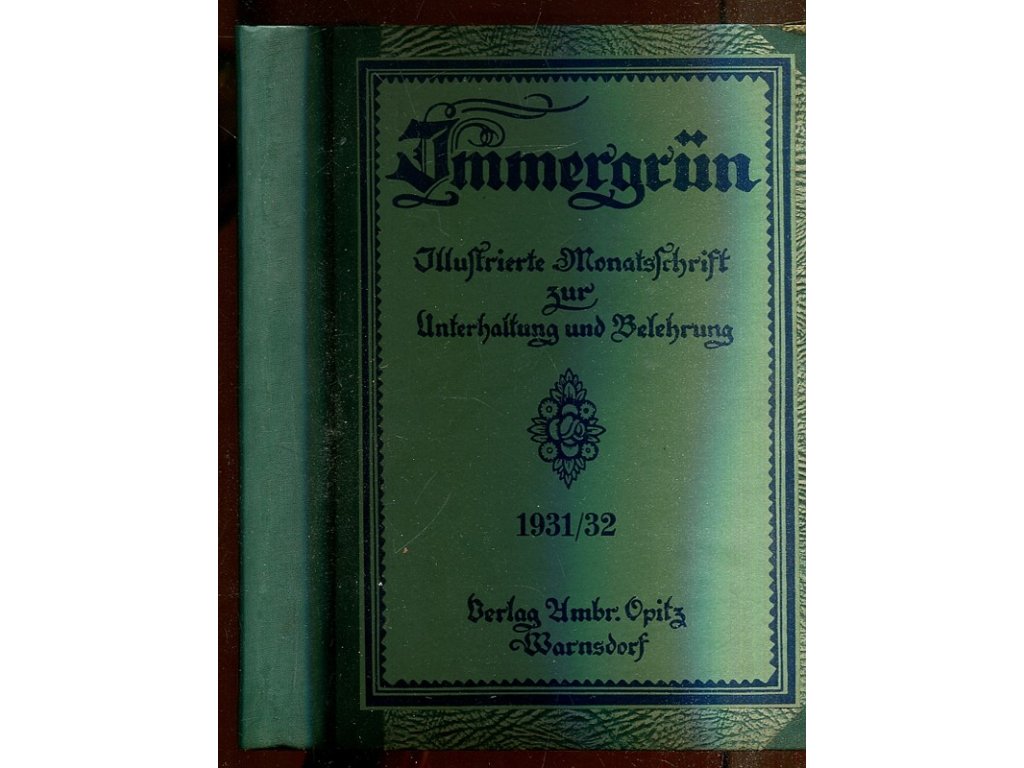 Immergrün
Illustrierte Monatsschrift
zur
Unterhaltung und Belehrung
1931/32
Verlag Ambr. Opitz
Warnsdorf